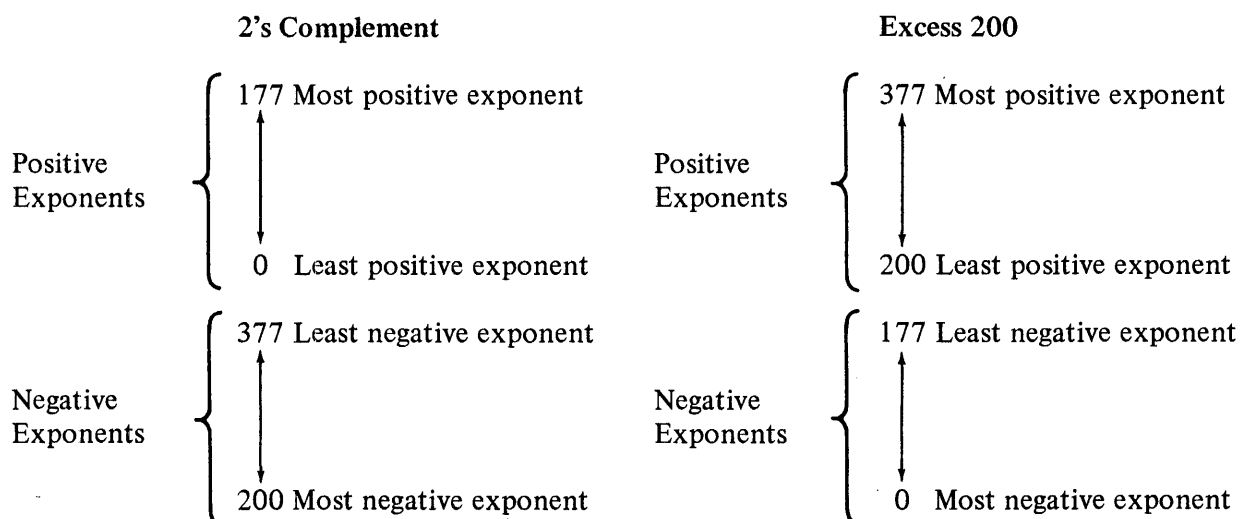 2's Complement
177 Most positive exponent
Positive
Exponents
0 Least positive exponent
377 Least negative exponent
Negative
Exponents
200 Most negative exponent
Excess 200
377 Most positive exponent
Positive
Exponents
200 Least positive exponent
177 Least negative exponent
Negative
Exponents
0 Most negative exponent